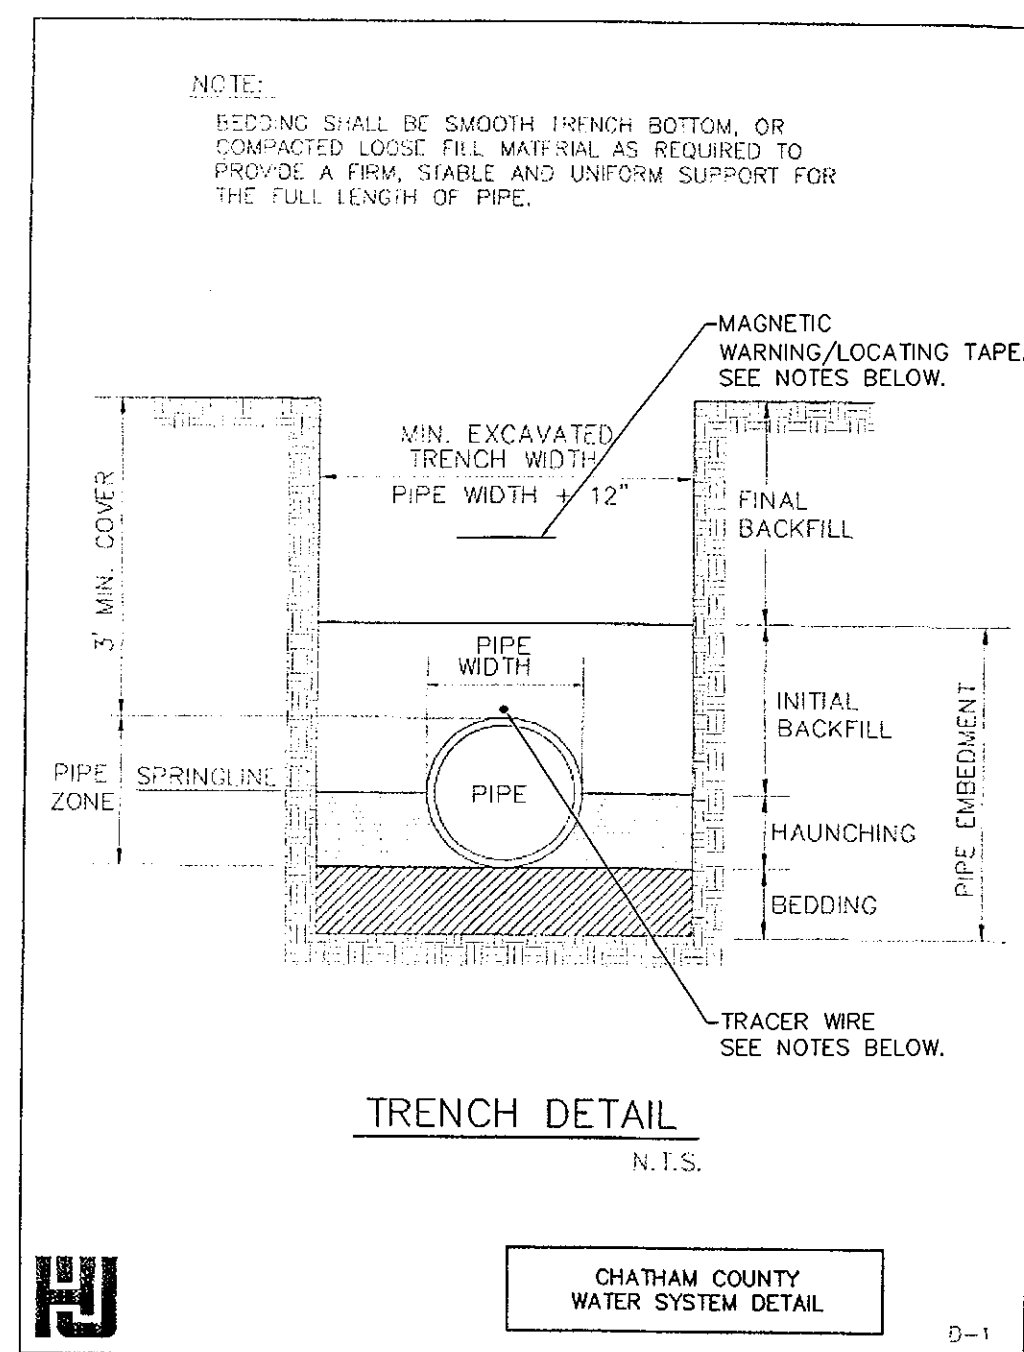 NOTE:
BEDDING SHALL BE SMOOTH TRENCH BOTTOM, OR
COMPACTED LOOSE FILL MATERIAL AS REQUIRED TO
PROVIDE A FIRM, STABLE AND UNIFORM SUPPORT FOR
THE FULL LENGTH OF PIPE.
MAGNETIC
WARNING/LOCATING TAPE.
SEE NOTES BELOW.
MIN. EXCAVATED
TRENCH WIDTH
PIPE WIDTH + 12"
3' MIN. COVER
FINAL
BACKFILL
PIPE
WIDTH
INITIAL
BACKFILL
PIPE EMBEDMENT
PIPE
ZONE
SPRINGLINE
PIPE
HAUNCHING
BEDDING
TRACER WIRE
SEE NOTES BELOW.
TRENCH DETAIL
N.T.S.
HJ
CHATHAM COUNTY
WATER SYSTEM DETAIL
D-1